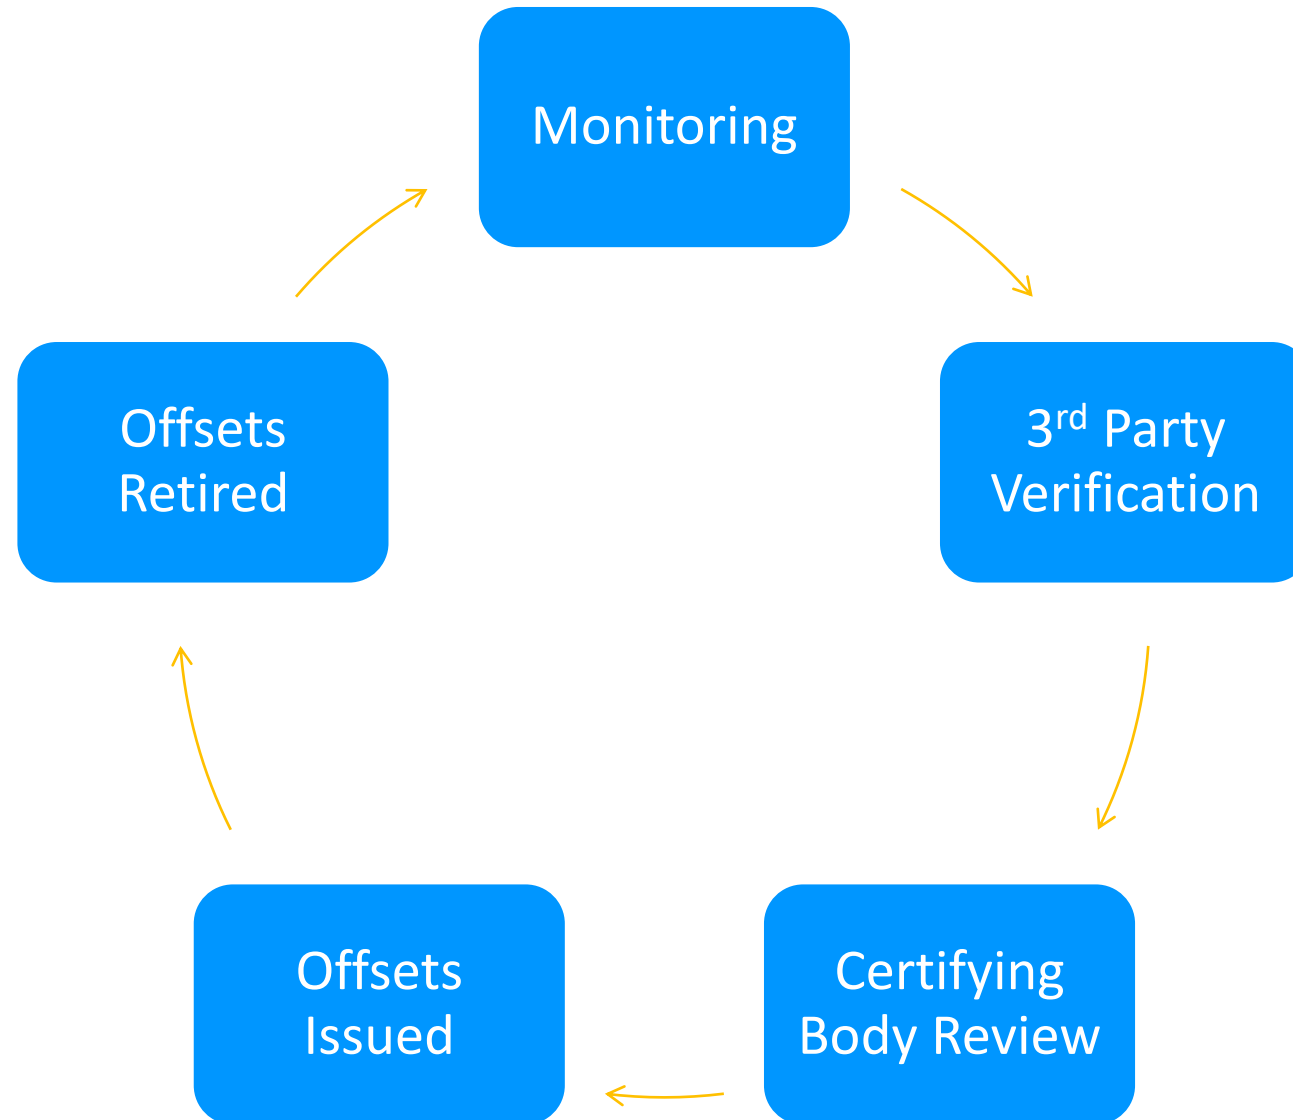 Monitoring
3rd Party
Verification
Certifying
Body Review
Offsets
Issued
Offsets
Retired